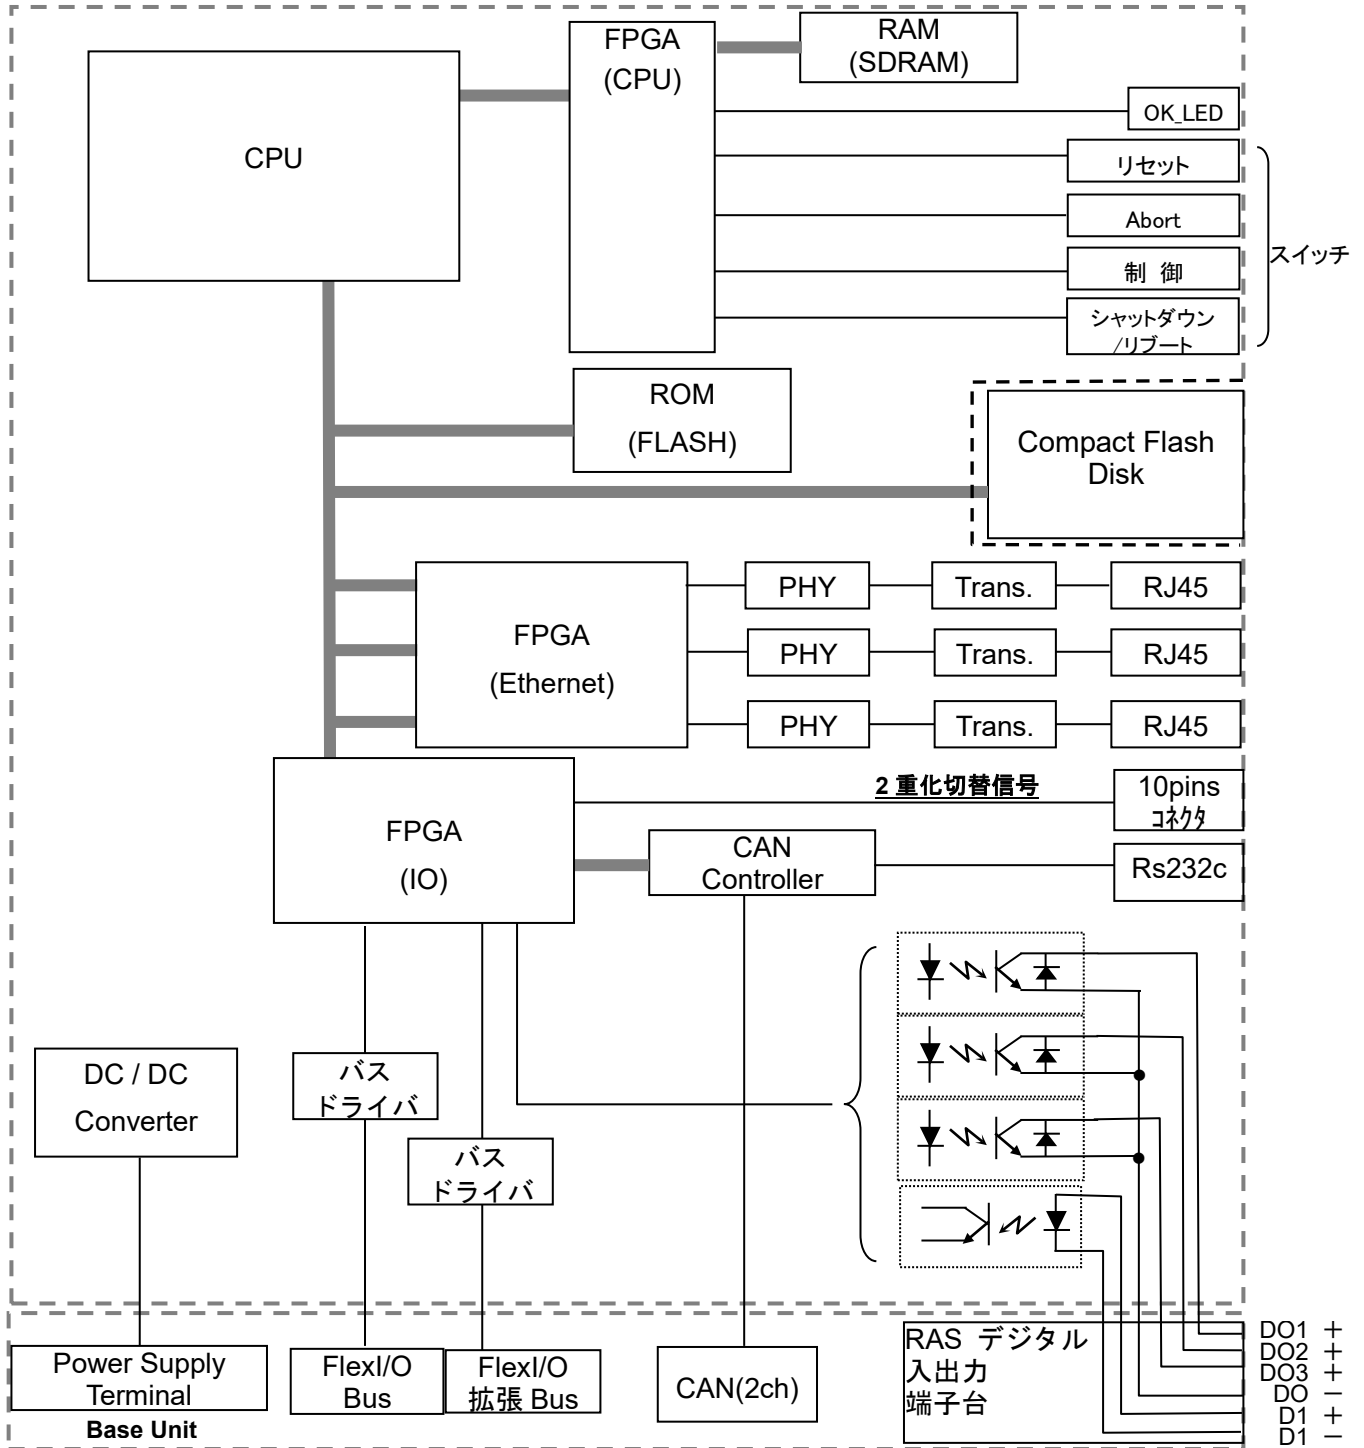 FPGA
(CPU)
RAM
(SDRAM)
CPU
OK_LED
リセット
Abort
制 御
シャットダウン
/リブート
スイッチ
ROM
(FLASH)
Compact Flash
Disk
FPGA
(Ethernet)
PHY
Trans.
RJ45
PHY
Trans.
RJ45
PHY
Trans.
RJ45
2 重化切替信号
10pins
コネクタ
FPGA
(IO)
CAN
Controller
Rs232c
DC / DC
Converter
バス
ドライバ
バス
ドライバ
Power Supply
Terminal
Base Unit
FlexI/O
Bus
FlexI/O
拡張 Bus
CAN(2ch)
RAS デジタル
入出力
端子台
DO1 +
DO2 +
DO3 +
DO －
D1 +
D1 －